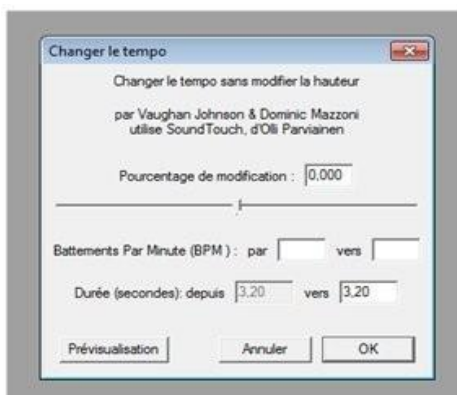 Changer le tempo
Changer le tempo sans modifier la hauteur
par Vaughan Johnson & Dominic Mazzoni
utilise SoundTouch, d'Olli Parviainen
Pourcentage de modification : 0,000
Battements Par Minute (BPM) : par vers
Durée (secondes): depuis 3,20 vers 3,20
Prévisualisation Annuler OK